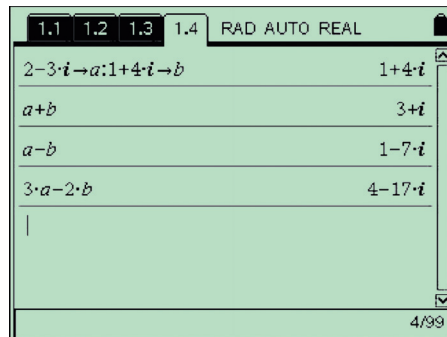 1.1 1.2 1.3 1.4 RAD AUTO REAL
2−3·i→a:1+4·i→b 1+4·i
a+b 3+i
a−b 1−7·i
3·a−2·b 4−17·i
4/99